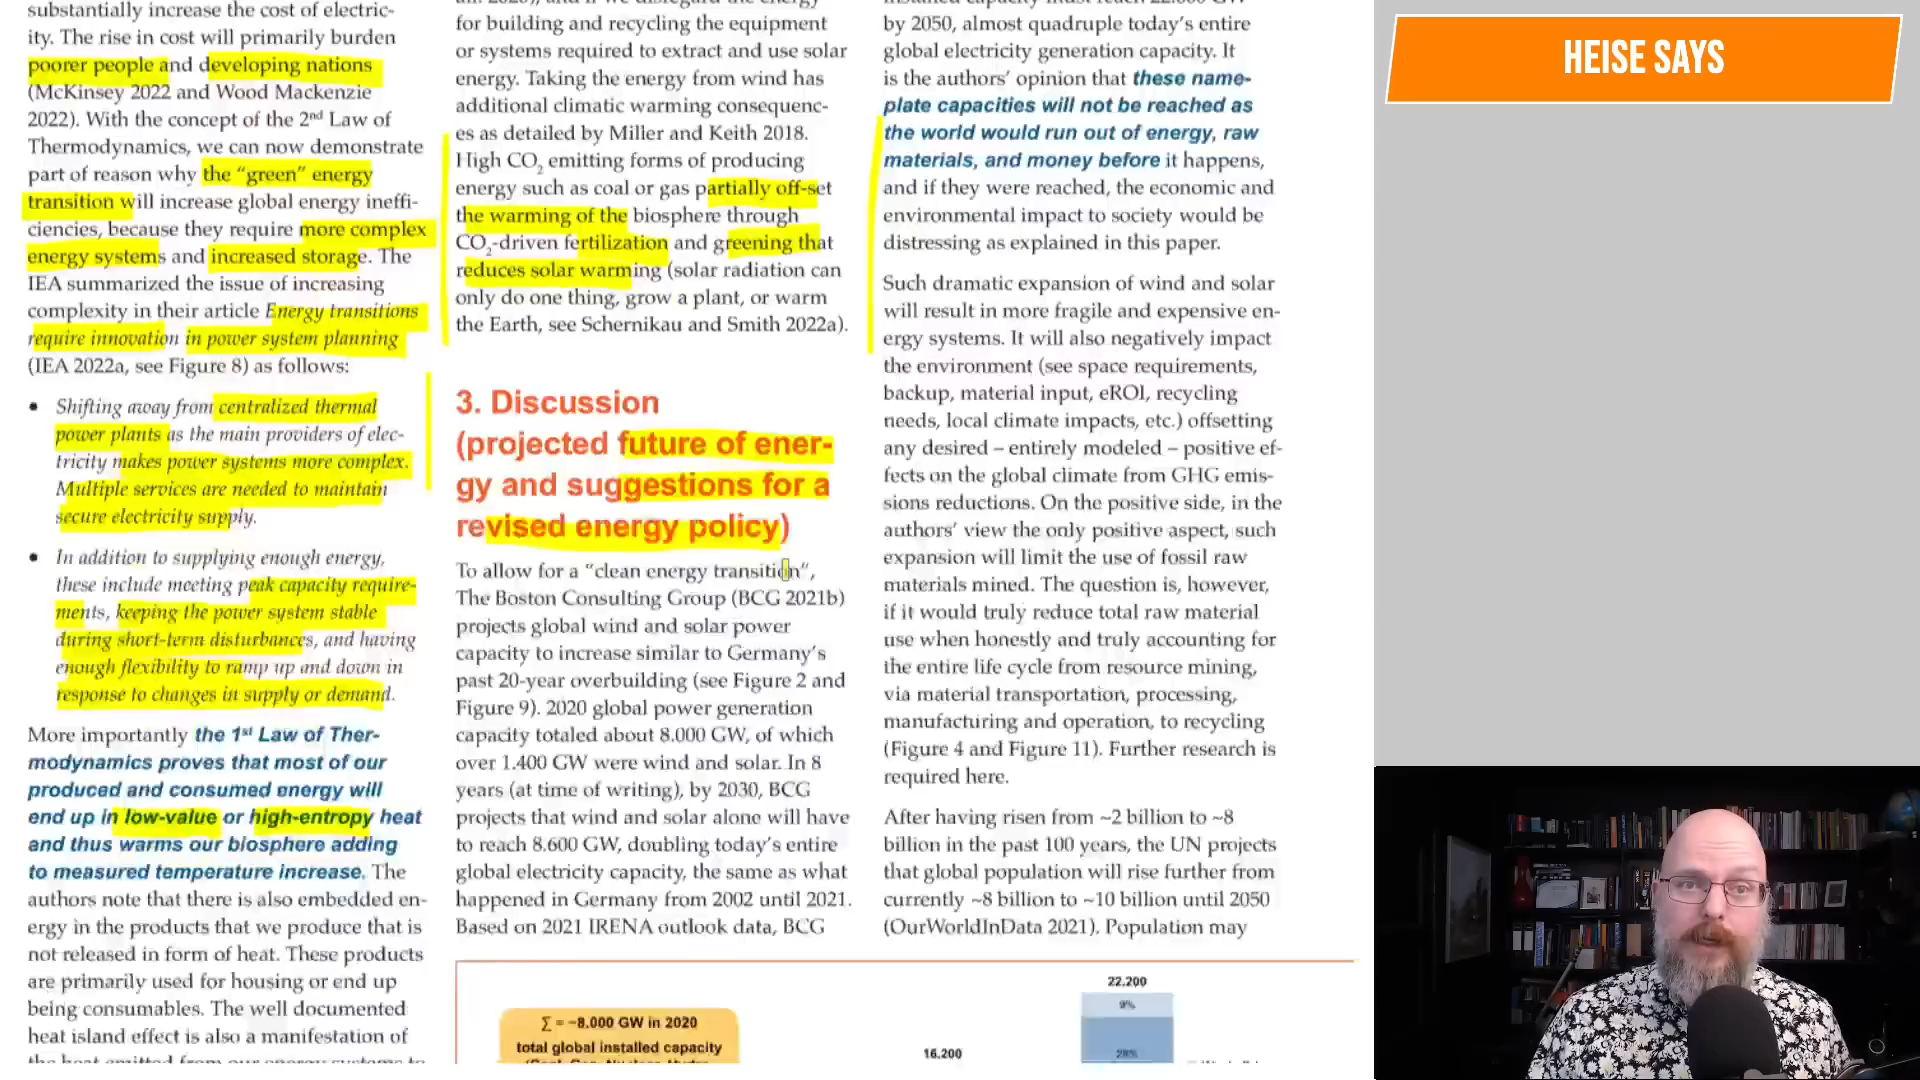 substantially increase the cost of electric-
ity. The rise in cost will primarily burden
poorer people and developing nations
(McKinsey 2022 and Wood Mackenzie
2022). With the concept of the 2nd Law of
Thermodynamics, we can now demonstrate
part of reason why the “green” energy
transition will increase global energy ineffi-
ciencies, because they require more complex
energy systems and increased storage. The
IEA summarized the issue of increasing
complexity in their article Energy transitions
require innovation in power system planning
(IEA 2022a, see Figure 8) as follows:
• Shifting away from centralized thermal
power plants as the main providers of elec-
tricity makes power systems more complex.
Multiple services are needed to maintain
secure electricity supply.
• In addition to supplying enough energy,
these include meeting peak capacity require-
ments, keeping the power system stable
during short-term disturbances, and having
enough flexibility to ramp up and down in
response to changes in supply or demand.
More importantly the 1st Law of Ther-
modynamics proves that most of our
produced and consumed energy will
end up in low-value or high-entropy heat
and thus warms our biosphere adding
to measured temperature increase. The
authors note that there is also embedded en-
ergy in the products that we produce that is
not released in form of heat. These products
are primarily used for housing or end up
being consumables. The well documented
heat island effect is also a manifestation of
the heat emitted from our energy systems to
for building and recycling the equipment
or systems required to extract and use solar
energy. Taking the energy from wind has
additional climatic warming consequenc-
es as detailed by Miller and Keith 2018.
High CO2 emitting forms of producing
energy such as coal or gas partially off-set
the warming of the biosphere through
CO2-driven fertilization and greening that
reduces solar warming (solar radiation can
only do one thing, grow a plant, or warm
the Earth, see Schernikau and Smith 2022a).
3. Discussion
(projected future of ener-
gy and suggestions for a
revised energy policy)
To allow for a “clean energy transition”,
The Boston Consulting Group (BCG 2021b)
projects global wind and solar power
capacity to increase similar to Germany’s
past 20-year overbuilding (see Figure 2 and
Figure 9). 2020 global power generation
capacity totaled about 8.000 GW, of which
over 1.400 GW were wind and solar. In 8
years (at time of writing), by 2030, BCG
projects that wind and solar alone will have
to reach 8.600 GW, doubling today’s entire
global electricity capacity, the same as what
happened in Germany from 2002 until 2021.
Based on 2021 IRENA outlook data, BCG
by 2050, almost quadruple today’s entire
global electricity generation capacity. It
is the authors’ opinion that these name-
plate capacities will not be reached as
the world would run out of energy, raw
materials, and money before it happens,
and if they were reached, the economic and
environmental impact to society would be
distressing as explained in this paper.
Such dramatic expansion of wind and solar
will result in more fragile and expensive en-
ergy systems. It will also negatively impact
the environment (see space requirements,
backup, material input, eROI, recycling
needs, local climate impacts, etc.) offsetting
any desired – entirely modeled – positive ef-
fects on the global climate from GHG emis-
sions reductions. On the positive side, in the
authors’ view the only positive aspect, such
expansion will limit the use of fossil raw
materials mined. The question is, however,
if it would truly reduce total raw material
use when honestly and truly accounting for
the entire life cycle from resource mining,
via material transportation, processing,
manufacturing and operation, to recycling
(Figure 4 and Figure 11). Further research is
required here.
After having risen from ~2 billion to ~8
billion in the past 100 years, the UN projects
that global population will rise further from
currently ~8 billion to ~10 billion until 2050
(OurWorldInData 2021). Population may
∑ = ~8.000 GW in 2020
total global installed capacity
16.200
22.200
9%
28%
HEISE SAYS